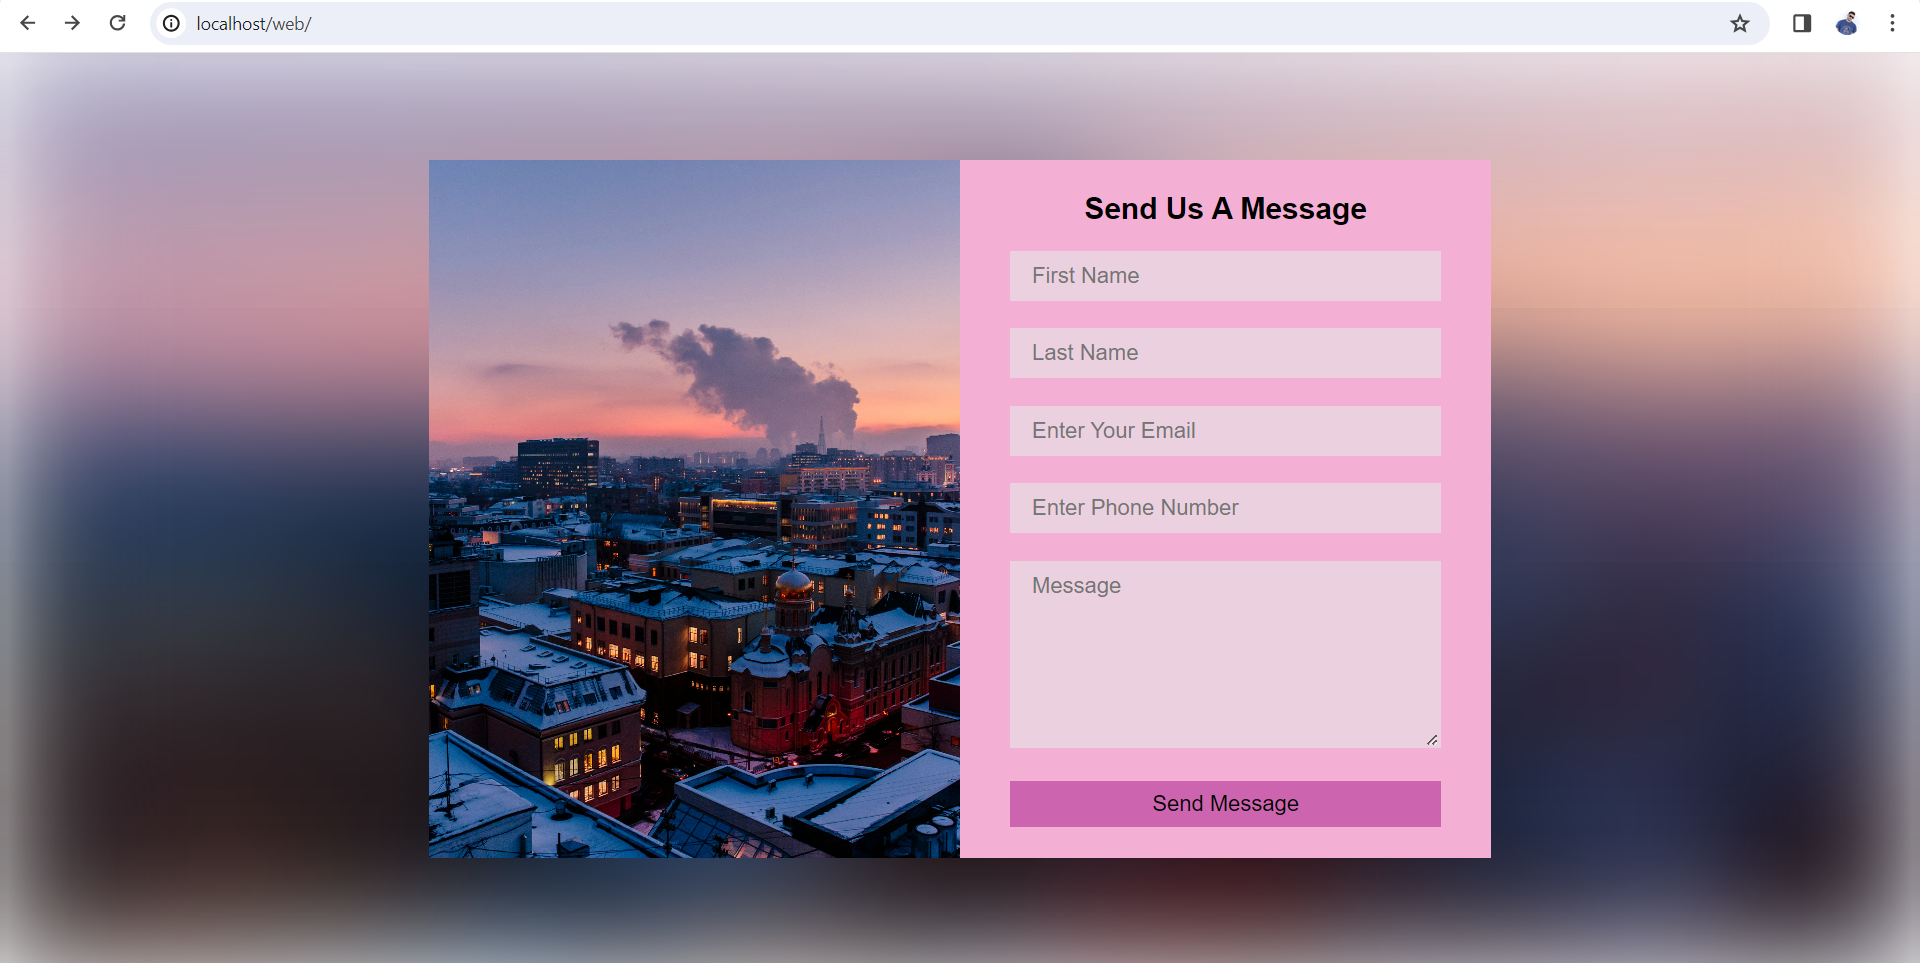 localhost/web/
Send Us A Message
First Name
Last Name
Enter Your Email
Enter Phone Number
Message
Send Message